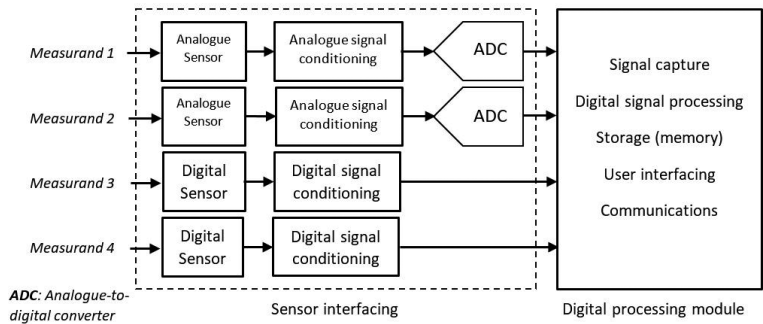 Measurand 1
Analogue
Sensor
Analogue signal
conditioning
ADC
Measurand 2
Analogue
Sensor
Analogue signal
conditioning
ADC
Measurand 3
Digital
Sensor
Digital signal
conditioning
Measurand 4
Digital
Sensor
Digital signal
conditioning
Signal capture
Digital signal processing
Storage (memory)
User interfacing
Communications
ADC: Analogue-to-
digital converter
Sensor interfacing
Digital processing module